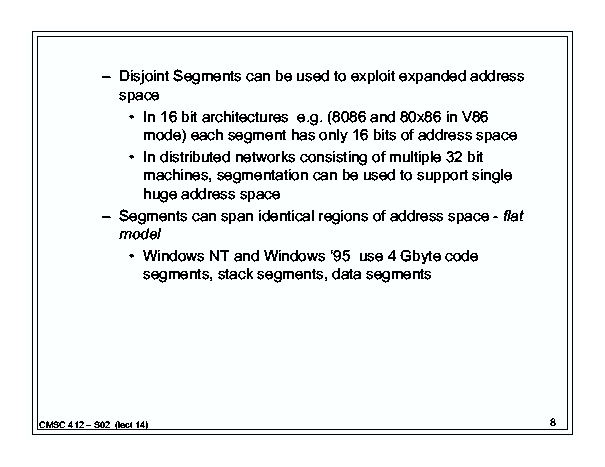 – Disjoint Segments can be used to exploit expanded address
space
• In 16 bit architectures e.g. (8086 and 80x86 in V86
mode) each segment has only 16 bits of address space
• In distributed networks consisting of multiple 32 bit
machines, segmentation can be used to support single
huge address space
– Segments can span identical regions of address space - flat
model
• Windows NT and Windows ’95 use 4 Gbyte code
segments, stack segments, data segments
CMSC 412 – S02 (lect 14)
8